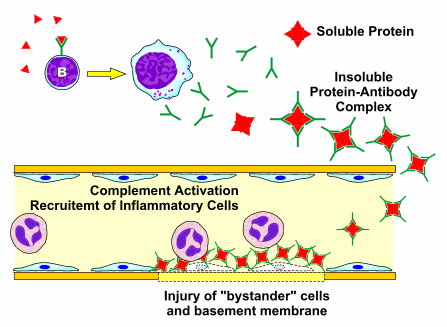 Soluble Protein
B
Insoluble
Protein-Antibody
Complex
Complement Activation
Recruitemt of Inflammatory Cells
Injury of "bystander" cells
and basement membrane